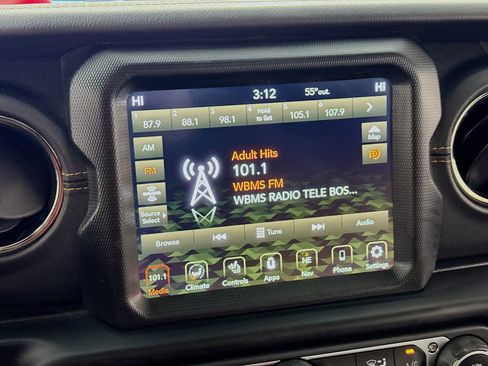 HI 3:12 55°out. HI
1 87.9 2 88.1 3 98.1 4 Hold to Set 5 105.1 6 107.9
AM
FM
Source Select
Adult Hits
101.1
WBMS FM
WBMS RADIO TELE BOS...
Map
Browse Tune Audio
101.1
Media Climate Controls Apps NE Nav Phone Settings
A/C